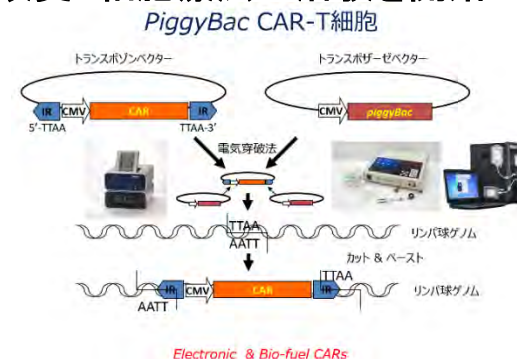 PiggyBac CAR-T細胞
トランスポゾンベクター
トランスポザーゼベクター
IR CMV CAR IR
5'-TTAA
TTAA-3'
CMV piggyBac
電気穿破法
TTAA
AATT
リンパ球ゲノム
カット & ペースト
TTAA
IR CMV CAR IR
リンパ球ゲノム
AATT
Electronic & Bio-fuel CARs